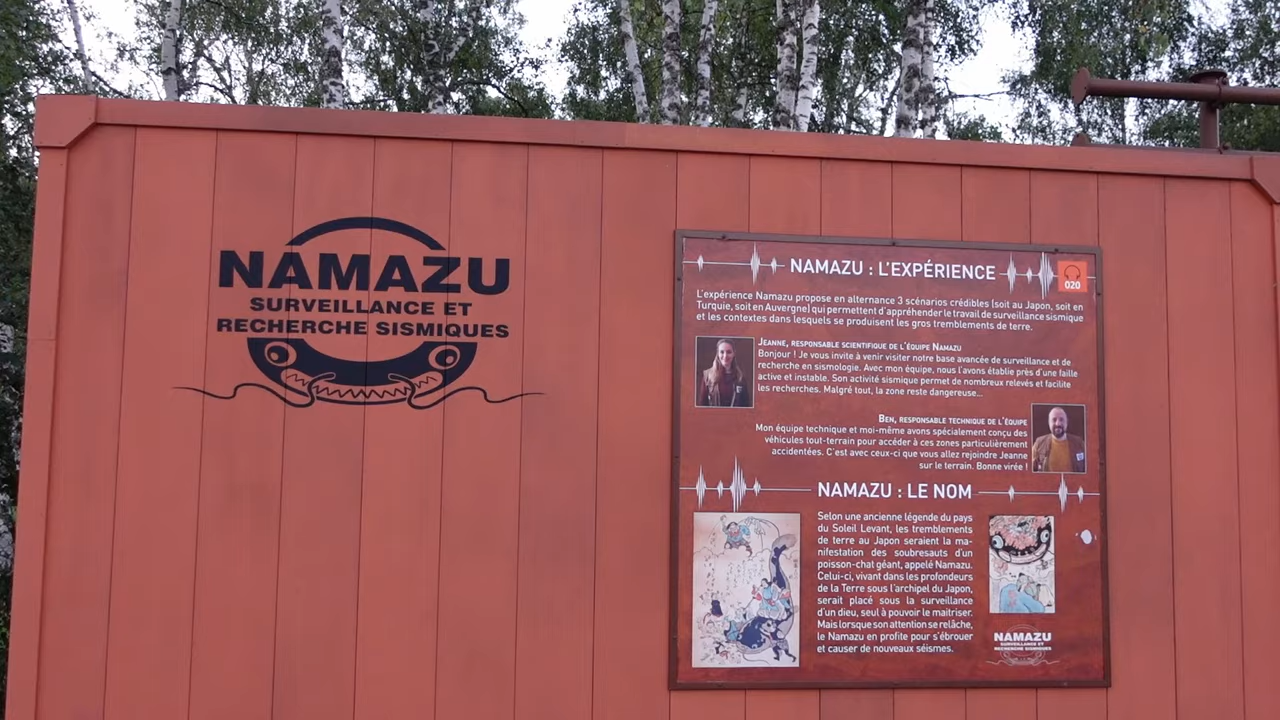 NAMAZU
SURVEILLANCE ET
RECHERCHE SISMIQUES
NAMAZU : L'EXPÉRIENCE
020
L'expérience Namazu propose en alternance 3 scénarios crédibles (soit au Japon, soit en
Turquie, soit en Auvergne) qui permettent d'appréhender le travail de surveillance sismique
et les contextes dans lesquels se produisent les gros tremblements de terre.
JEANNE, RESPONSABLE SCIENTIFIQUE DE L'ÉQUIPE NAMAZU
Bonjour ! Je vous invite à venir visiter notre base avancée de surveillance et de
recherche en sismologie. Avec mon équipe, nous l'avons établie près d'une faille
active et instable. Son activité sismique permet de nombreux relevés et facilite
les recherches. Malgré tout, la zone reste dangereuse...
BEN, RESPONSABLE TECHNIQUE DE L'ÉQUIPE
Mon équipe technique et moi-même avons spécialement conçu des
véhicules tout-terrain pour accéder à ces zones particulièrement
accidentées. C'est avec ceux-ci que vous allez rejoindre Jeanne
sur le terrain. Bonne virée !
NAMAZU : LE NOM
Selon une ancienne légende du pays
du Soleil Levant, les tremblements
de terre au Japon seraient la ma-
nifestation des soubresauts d'un
poisson-chat géant, appelé Namazu.
Celui-ci, vivant dans les profondeurs
de la Terre sous l'archipel du Japon,
serait placé sous la surveillance
d'un dieu, seul à pouvoir le maitriser.
Mais lorsque son attention se relâche,
le Namazu en profite pour s'ébrouer
et causer de nouveaux séismes.
NAMAZU
SURVEILLANCE ET
RECHERCHE SISMIQUES